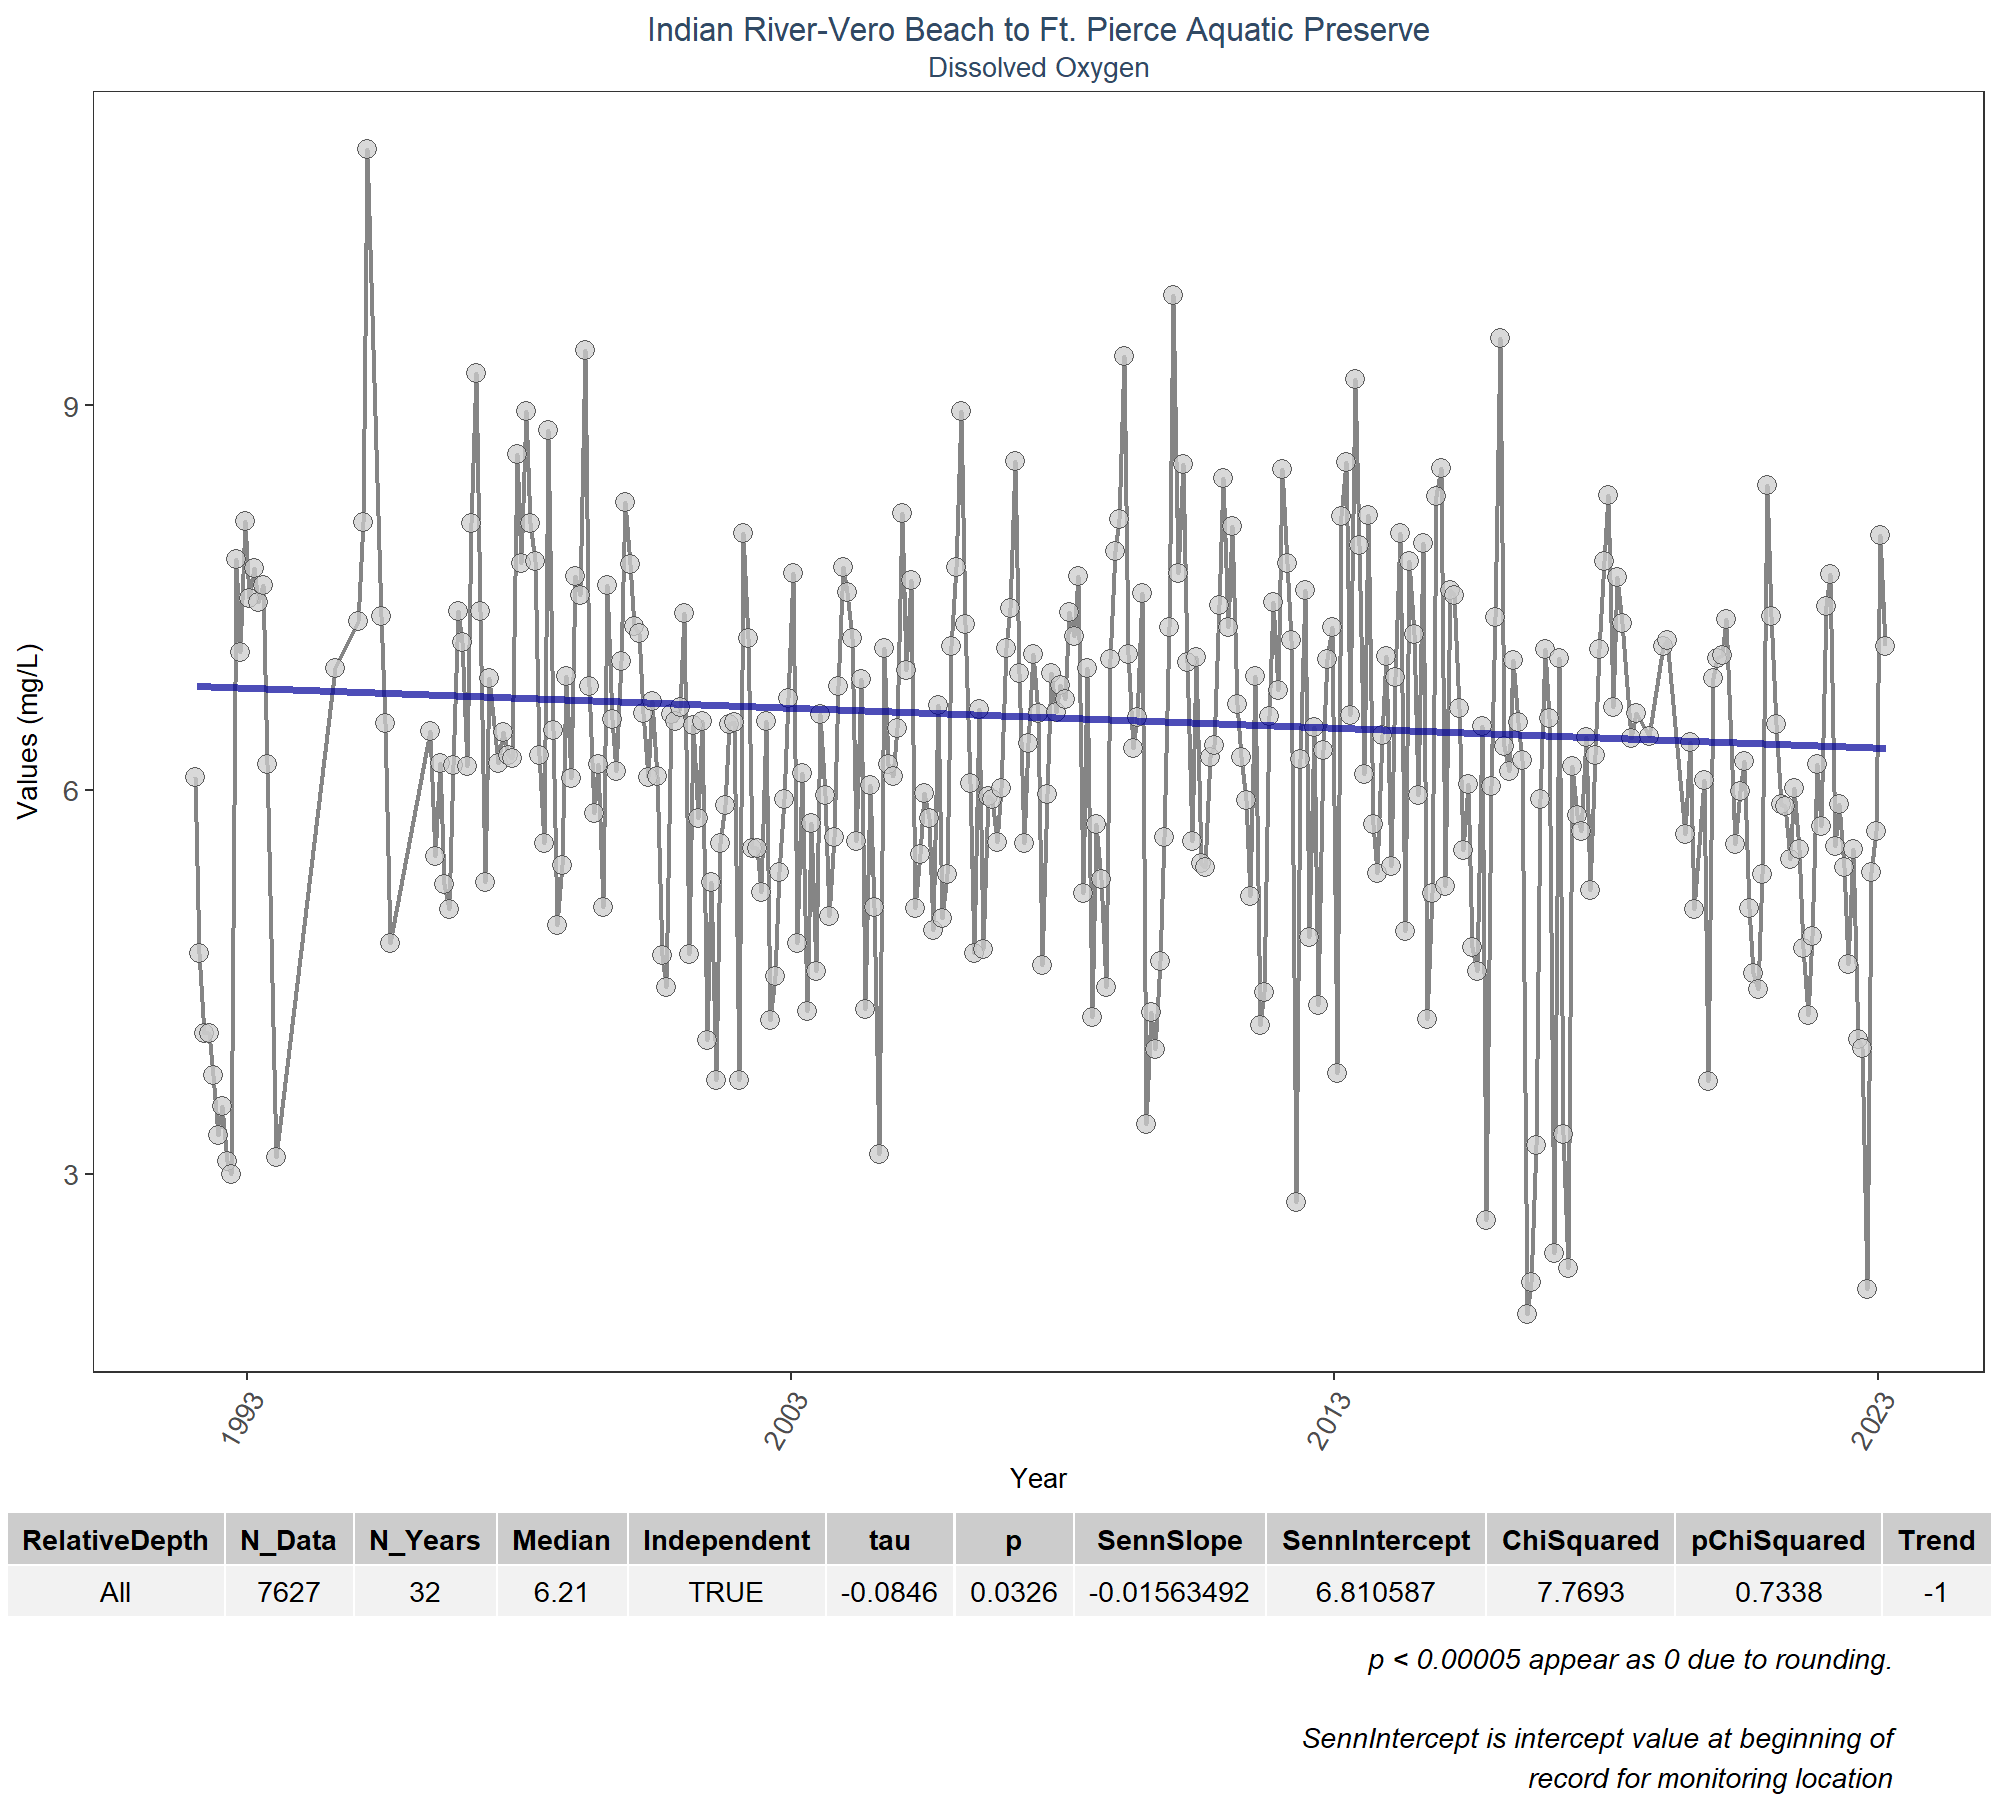 Indian River-Vero Beach to Ft. Pierce Aquatic Preserve
Dissolved Oxygen
Values (mg/L)
9
6
3
1993
2003
2013
2023
Year
RelativeDepth N_Data N_Years Median Independent tau p SennSlope SennIntercept ChiSquared pChiSquared Trend
All 7627 32 6.21 TRUE -0.0846 0.0326 -0.01563492 6.810587 7.7693 0.7338 -1
p < 0.00005 appear as 0 due to rounding.
SennIntercept is intercept value at beginning of
record for monitoring location